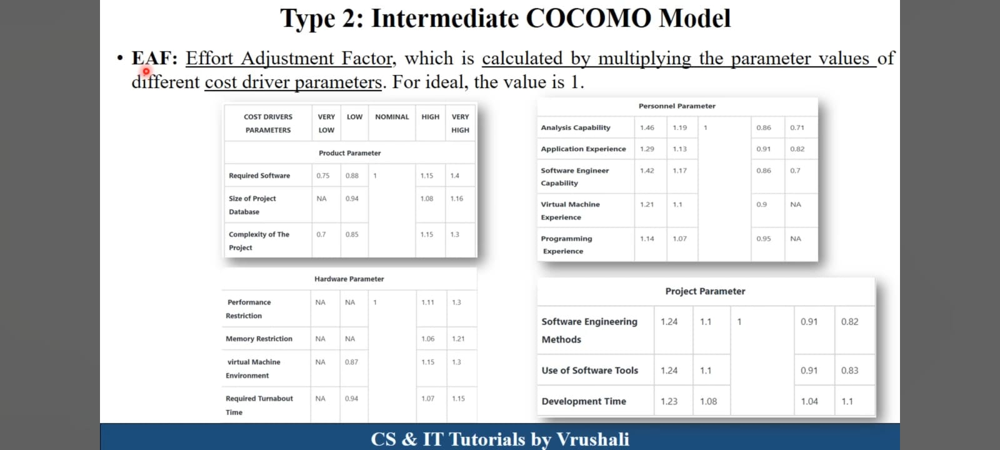 Type 2: Intermediate COCOMO Model
• EAF: Effort Adjustment Factor, which is calculated by multiplying the parameter values of
different cost driver parameters. For ideal, the value is 1.
COST DRIVERS VERY LOW NOMINAL HIGH VERY
PARAMETERS LOW HIGH
Product Parameter
Required Software 0.75 0.88 1 1.15 1.4
Size of Project NA 0.94 1.08 1.16
Database
Complexity of The 0.7 0.85 1.15 1.3
Project
Hardware Parameter
Performance NA NA 1 1.11 1.3
Restriction
Memory Restriction NA NA 1.06 1.21
virtual Machine NA 0.87 1.15 1.3
Environment
Required Turnabout NA 0.94 1.07 1.15
Time
Personnel Parameter
Analysis Capability 1.46 1.19 1 0.86 0.71
Application Experience 1.29 1.13 0.91 0.82
Software Engineer 1.42 1.17 0.86 0.7
Capability
Virtual Machine 1.21 1.1 0.9 NA
Experience
Programming 1.14 1.07 0.95 NA
Experience
Project Parameter
Software Engineering 1.24 1.1 1 0.91 0.82
Methods
Use of Software Tools 1.24 1.1 0.91 0.83
Development Time 1.23 1.08 1.04 1.1
CS & IT Tutorials by Vrushali